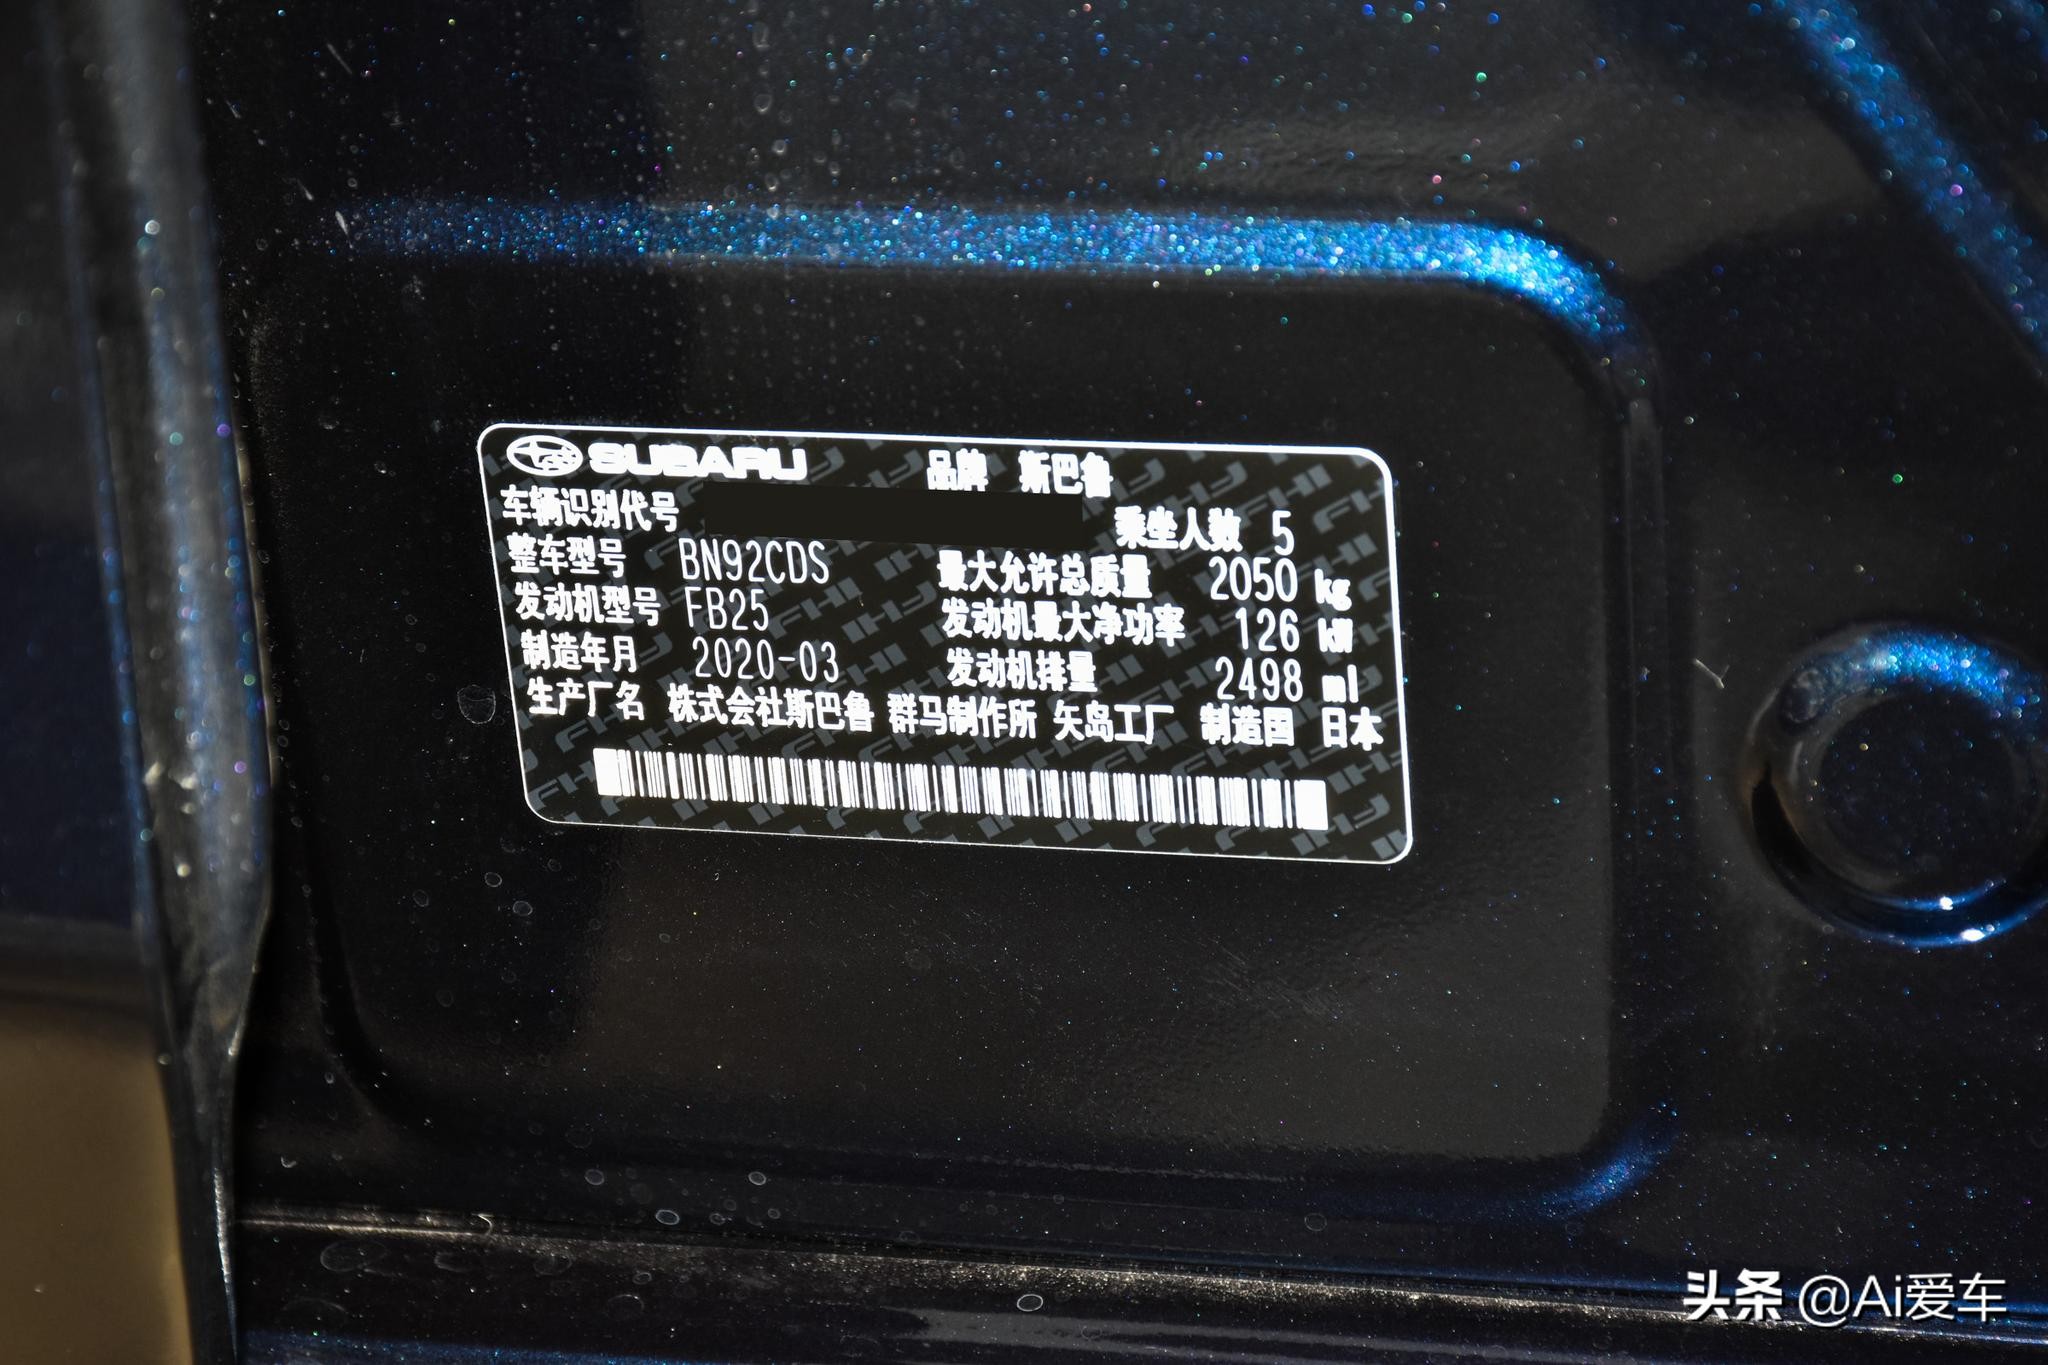 SUBARU 品牌 斯巴鲁
车辆识别代号 乘坐人数 5
整车型号 BN92CDS 最大允许总质量 2050 kg
发动机型号 FB25 发动机最大净功率 126 kW
制造年月 2020-03 发动机排量 2498 ml
生产厂名 株式会社斯巴鲁 群马制作所 矢岛工厂 制造国 日本
头条 @Ai爱车